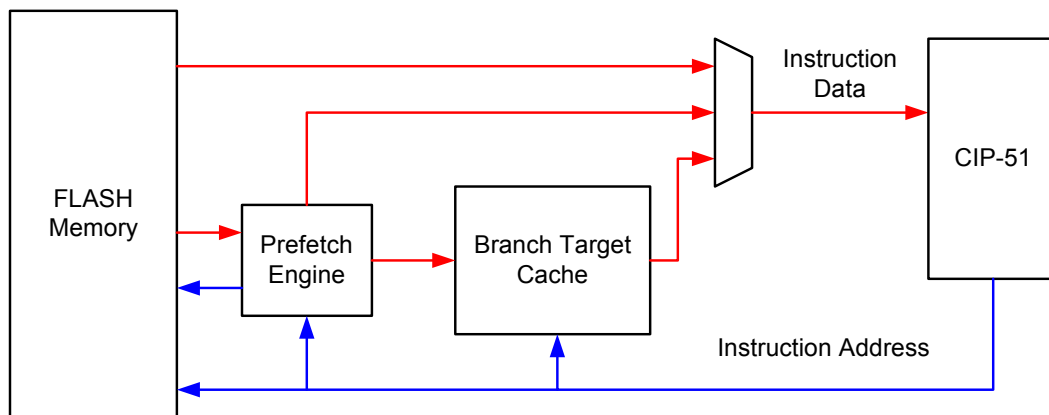 FLASH
Memory
Prefetch
Engine
Branch Target
Cache
Instruction
Data
CIP-51
Instruction Address